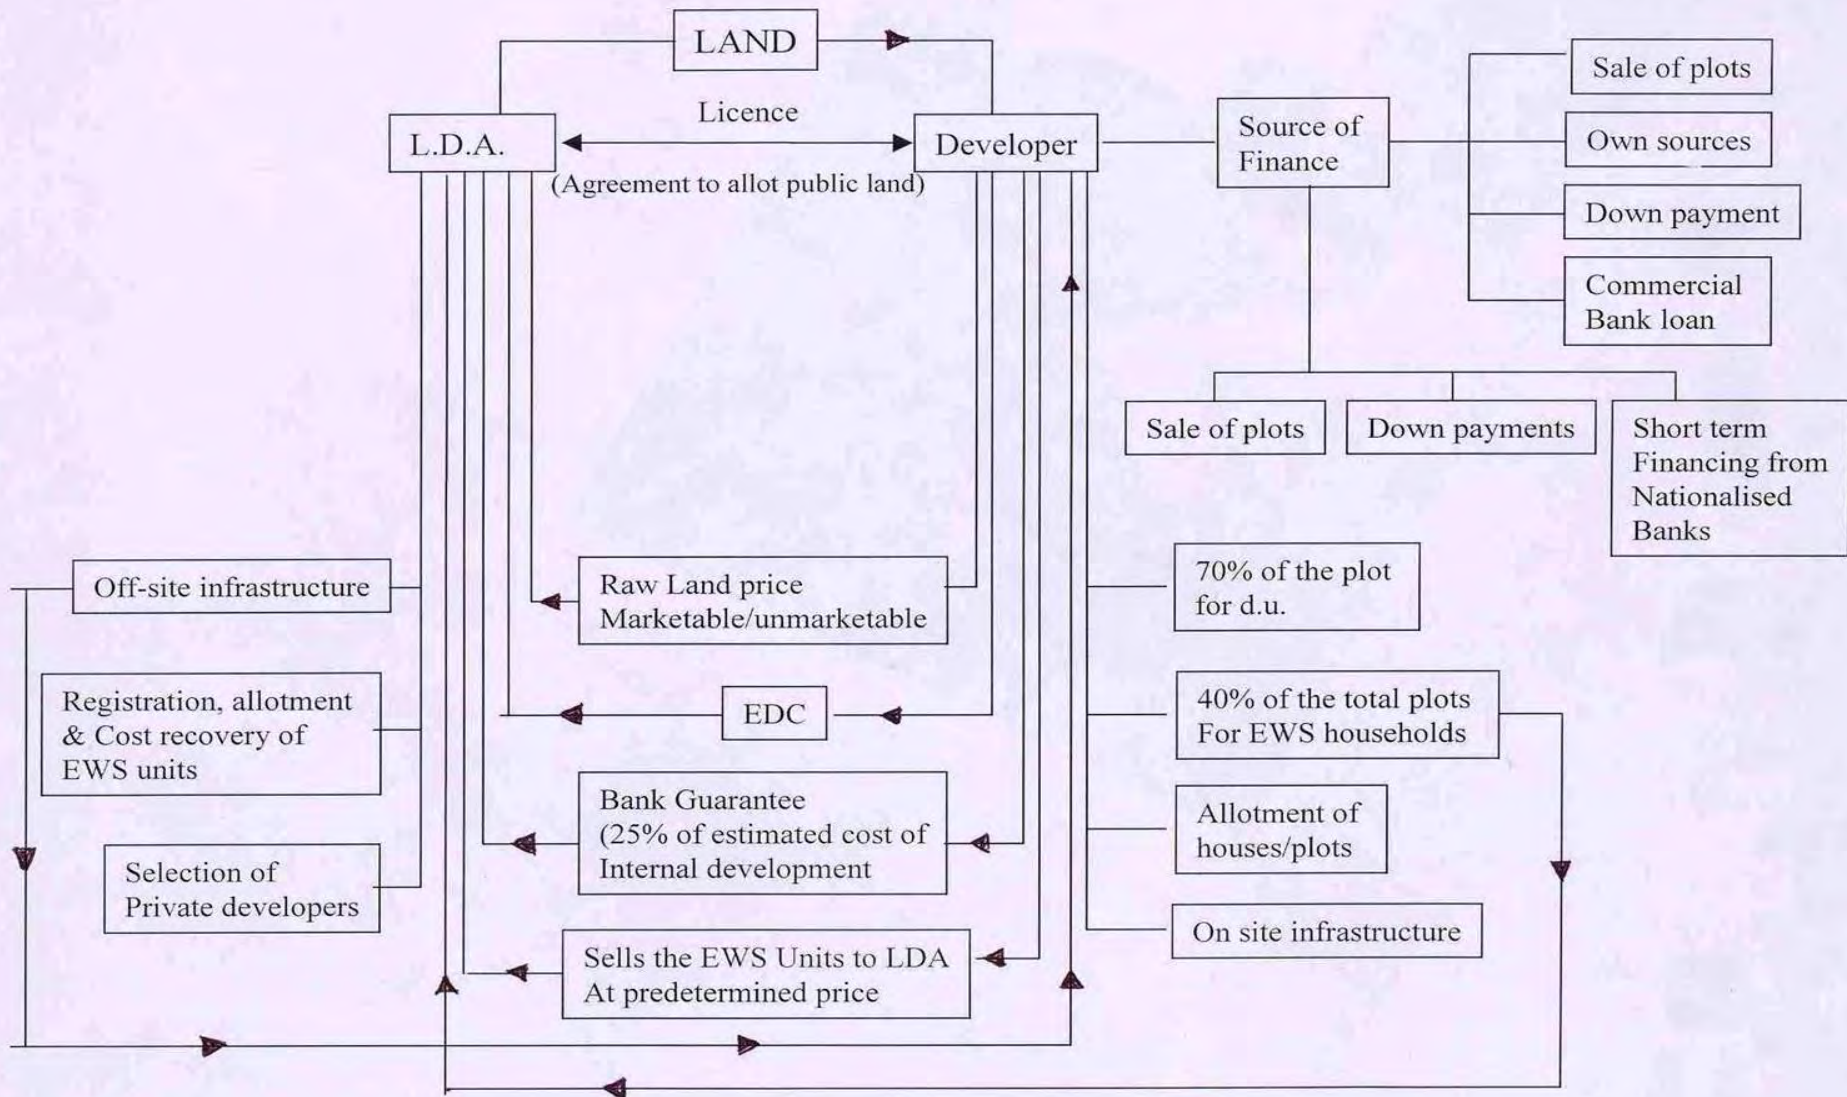 LAND
Licence
L.D.A.
Developer
(Agreement to allot public land)
Source of
Finance
Sale of plots
Own sources
Down payment
Commercial
Bank loan
Sale of plots
Down payments
Short term
Financing from
Nationalised
Banks
Off-site infrastructure
Registration, allotment
& Cost recovery of
EWS units
Selection of
Private developers
Raw Land price
Marketable/unmarketable
EDC
Bank Guarantee
(25% of estimated cost of
Internal development
Sells the EWS Units to LDA
At predetermined price
70% of the plot
for d.u.
40% of the total plots
For EWS households
Allotment of
houses/plots
On site infrastructure